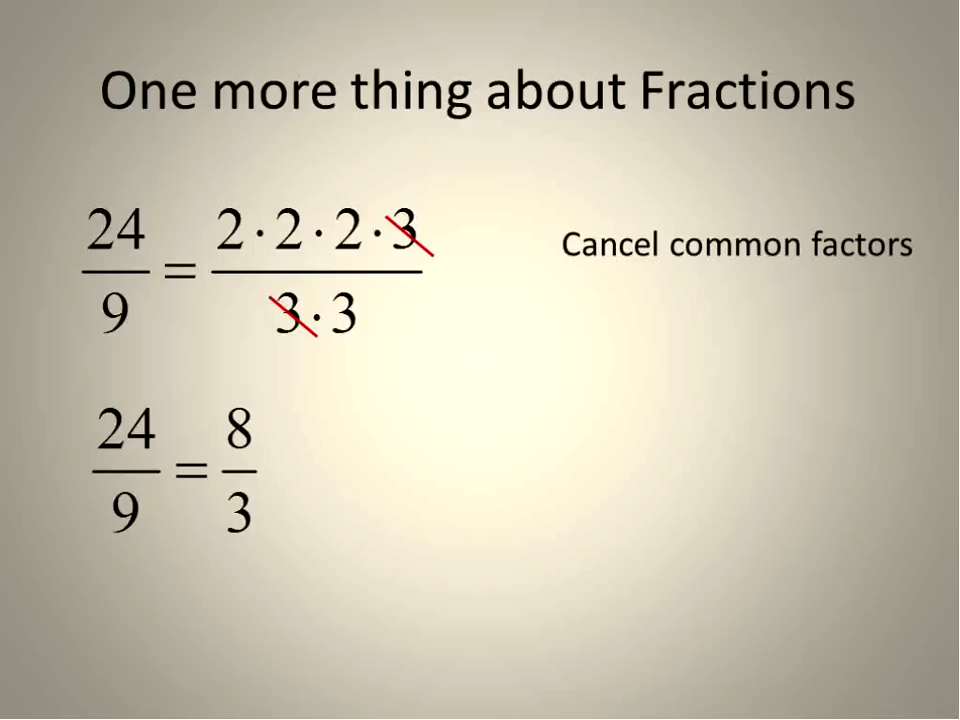 One more thing about Fractions
24/9 = 2·2·2·3/3·3
Cancel common factors
24/9 = 8/3